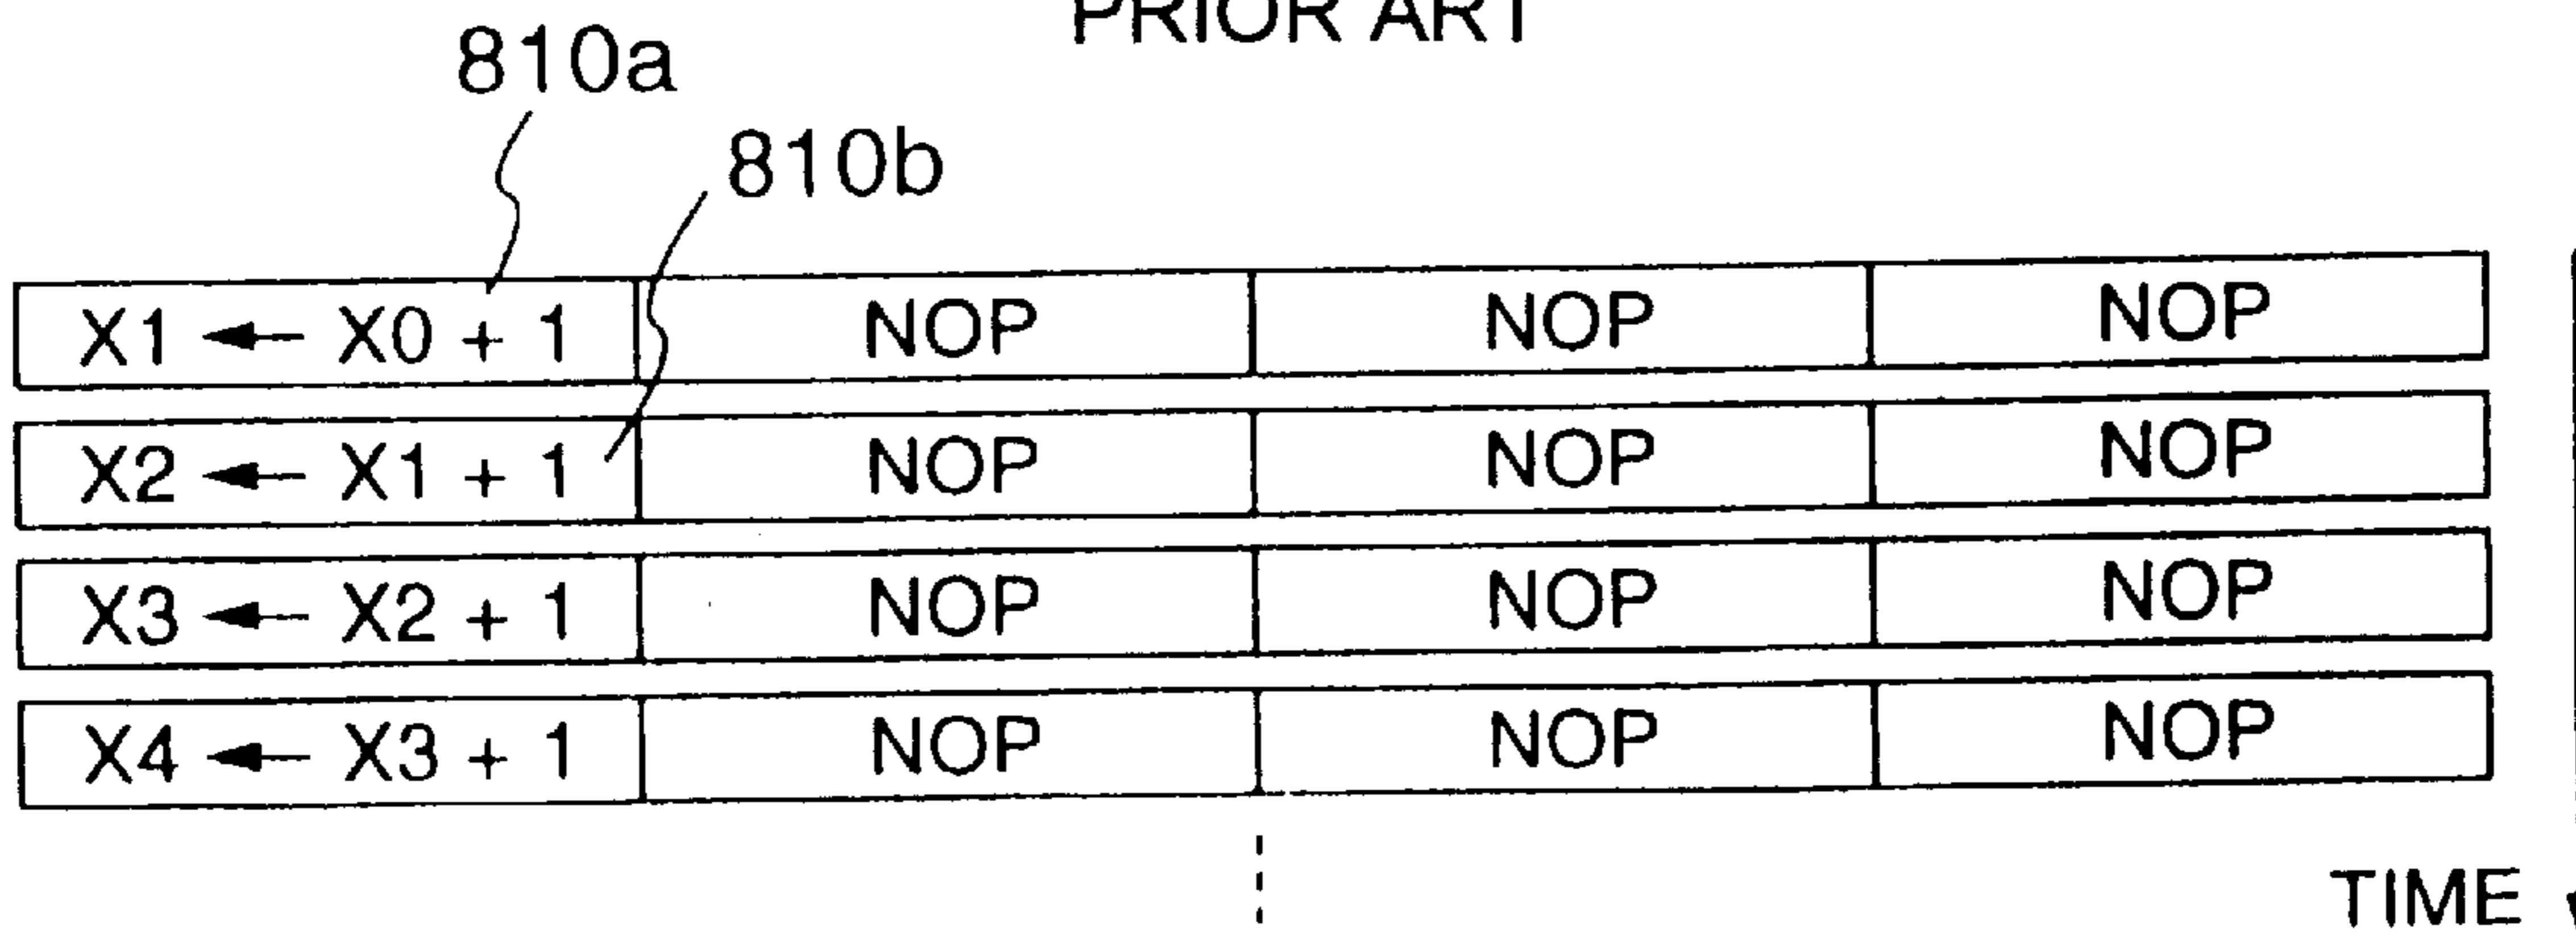 PRIOR ART
810a
810b
X1 ← X0 + 1 NOP NOP NOP
X2 ← X1 + 1 NOP NOP NOP
X3 ← X2 + 1 NOP NOP NOP
X4 ← X3 + 1 NOP NOP NOP
TIME